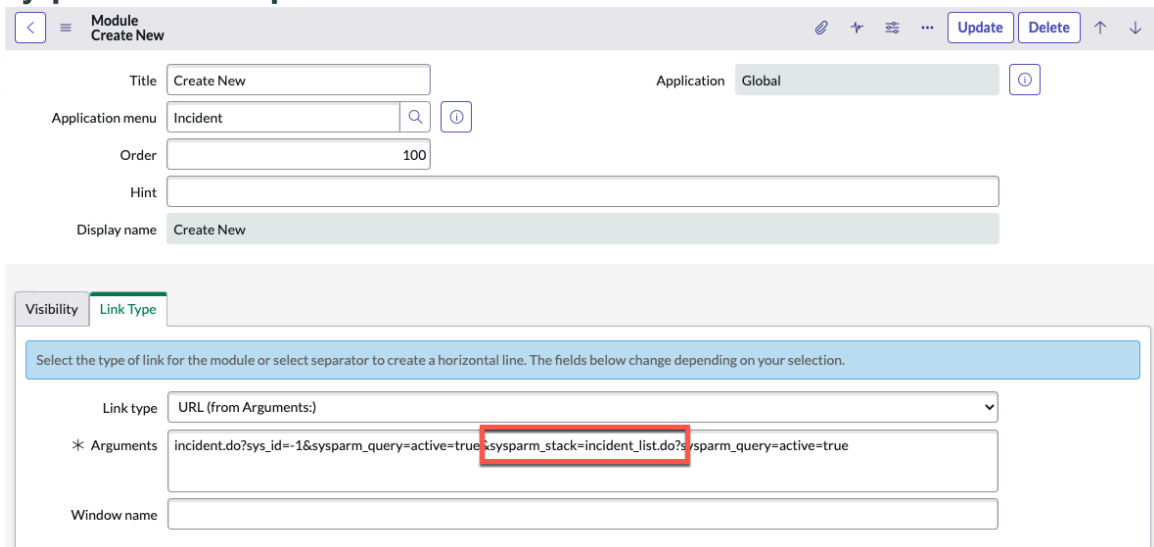 Module
Create New
... Update Delete
Title Create New Application Global
Application menu Incident
Order 100
Hint
Display name Create New
Visibility Link Type
Select the type of link for the module or select separator to create a horizontal line. The fields below change depending on your selection.
Link type URL (from Arguments:)
* Arguments incident.do?sys_id=-1&sysparm_query=active=true&sysparm_stack=incident_list.do?sysparm_query=active=true
Window name